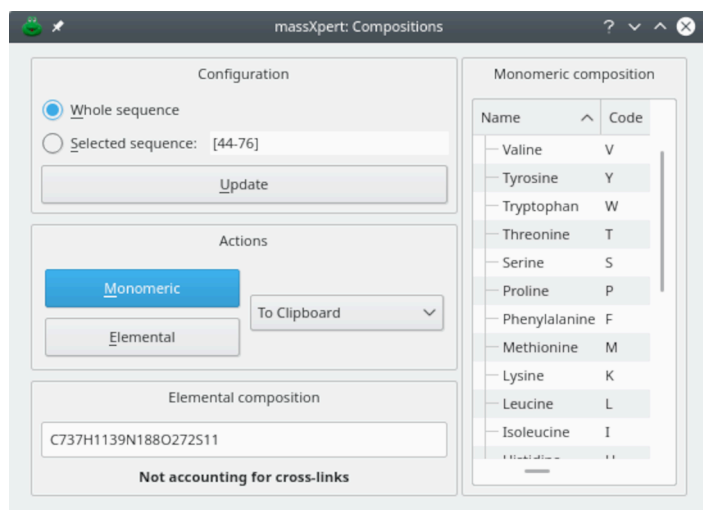 massXpert: Compositions
Configuration
Whole sequence
Selected sequence: [44-76]
Update
Actions
Monomeric
To Clipboard
Elemental
Elemental composition
C737H1139N188O272S11
Not accounting for cross-links
Monomeric composition
Name Code
Valine V
Tyrosine Y
Tryptophan W
Threonine T
Serine S
Proline P
Phenylalanine F
Methionine M
Lysine K
Leucine L
Isoleucine I